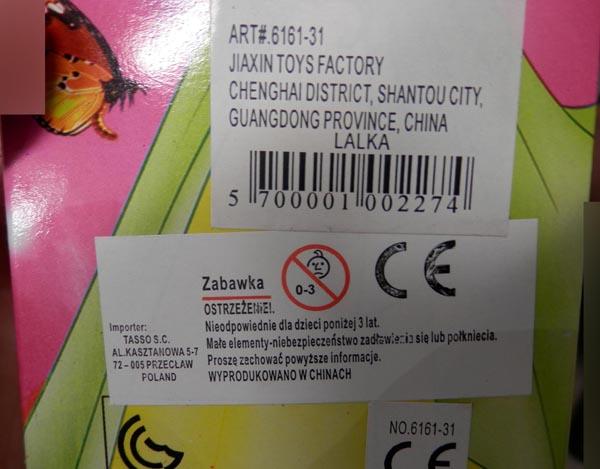 ART#.6161-31
JIAXIN TOYS FACTORY
CHENGHAI DISTRICT, SHANTOU CITY,
GUANGDONG PROVINCE, CHINA
LALKA
5 700001 002274
Zabawka
0-3
CE
OSTRZEŻENIE!.
Nieodpowiednie dla dzieci poniżej 3 lat.
Małe elementy-niebezpieczeństwo zadławienia się lub połknięcia.
Proszę zachować powyższe informacje.
WYPRODUKOWANO W CHINACH
Importer:
TASSO S.C.
AL.KASZTANOWA 5-7
72 – 005 PRZECŁAW
POLAND
NO.6161-31
CE